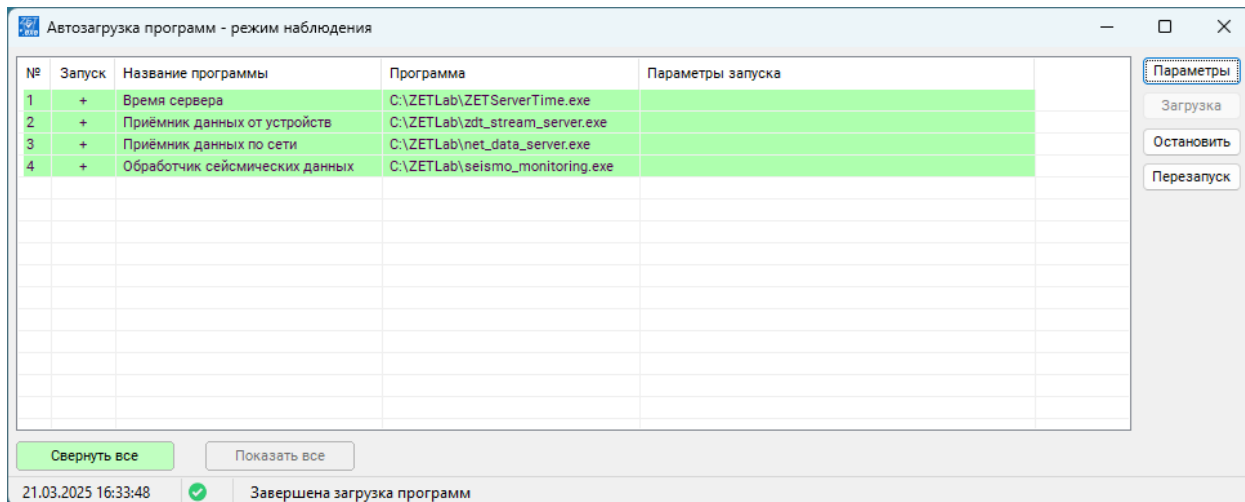 Автозагрузка программ - режим наблюдения
№ Запуск Название программы Программа Параметры запуска
1 + Время сервера C:\ZETLab\ZETServerTime.exe
2 + Приёмник данных от устройств C:\ZETLab\zdt_stream_server.exe
3 + Приёмник данных по сети C:\ZETLab\net_data_server.exe
4 + Обработчик сейсмических данных C:\ZETLab\seismo_monitoring.exe
Параметры
Загрузка
Остановить
Перезапуск
Свернуть все Показать все
21.03.2025 16:33:48 Завершена загрузка программ